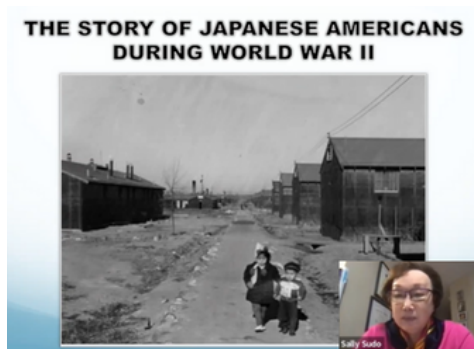 THE STORY OF JAPANESE AMERICANS
DURING WORLD WAR II
Sally Sudo